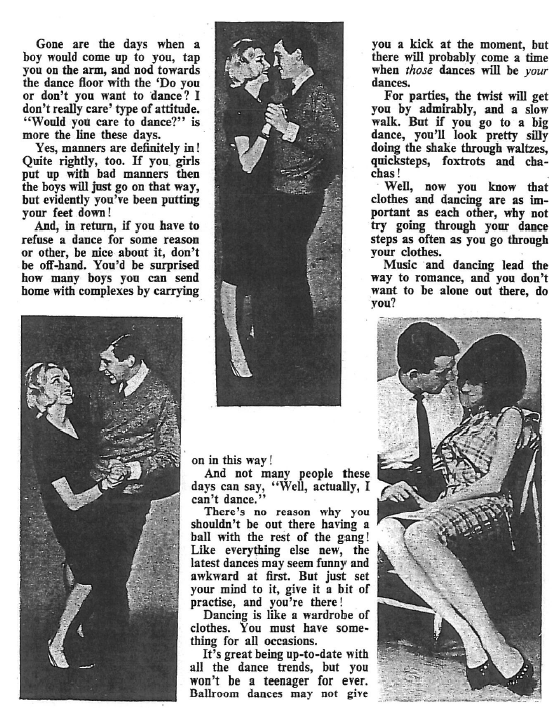 Gone are the days when a
boy would come up to you, tap
you on the arm, and nod towards
the dance floor with the ‘Do you
or don't you want to dance? I
don't really care’ type of attitude.
“Would you care to dance?” is
more the line these days.
Yes, manners are definitely in!
Quite rightly, too. If you girls
put up with bad manners then
the boys will just go on that way,
but evidently you've been putting
your feet down!
And, in return, if you have to
refuse a dance for some reason
or other, be nice about it, don't
be off-hand. You'd be surprised
how many boys you can send
home with complexes by carrying
on in this way!
And not many people these
days can say, “Well, actually, I
can't dance.”
There's no reason why you
shouldn't be out there having a
ball with the rest of the gang!
Like everything else new, the
latest dances may seem funny and
awkward at first. But just set
your mind to it, give it a bit of
practise, and you're there!
Dancing is like a wardrobe of
clothes. You must have some-
thing for all occasions.
It's great being up-to-date with
all the dance trends, but you
won't be a teenager for ever.
Ballroom dances may not give
you a kick at the moment, but
there will probably come a time
when those dances will be your
dances.
For parties, the twist will get
you by admirably, and a slow
walk. But if you go to a big
dance, you'll look pretty silly
doing the shake through waltzes,
quicksteps, foxtrots and cha-
chas!
Well, now you know that
clothes and dancing are as im-
portant as each other, why not
try going through your dance
steps as often as you go through
your clothes.
Music and dancing lead the
way to romance, and you don't
want to be alone out there, do
you?